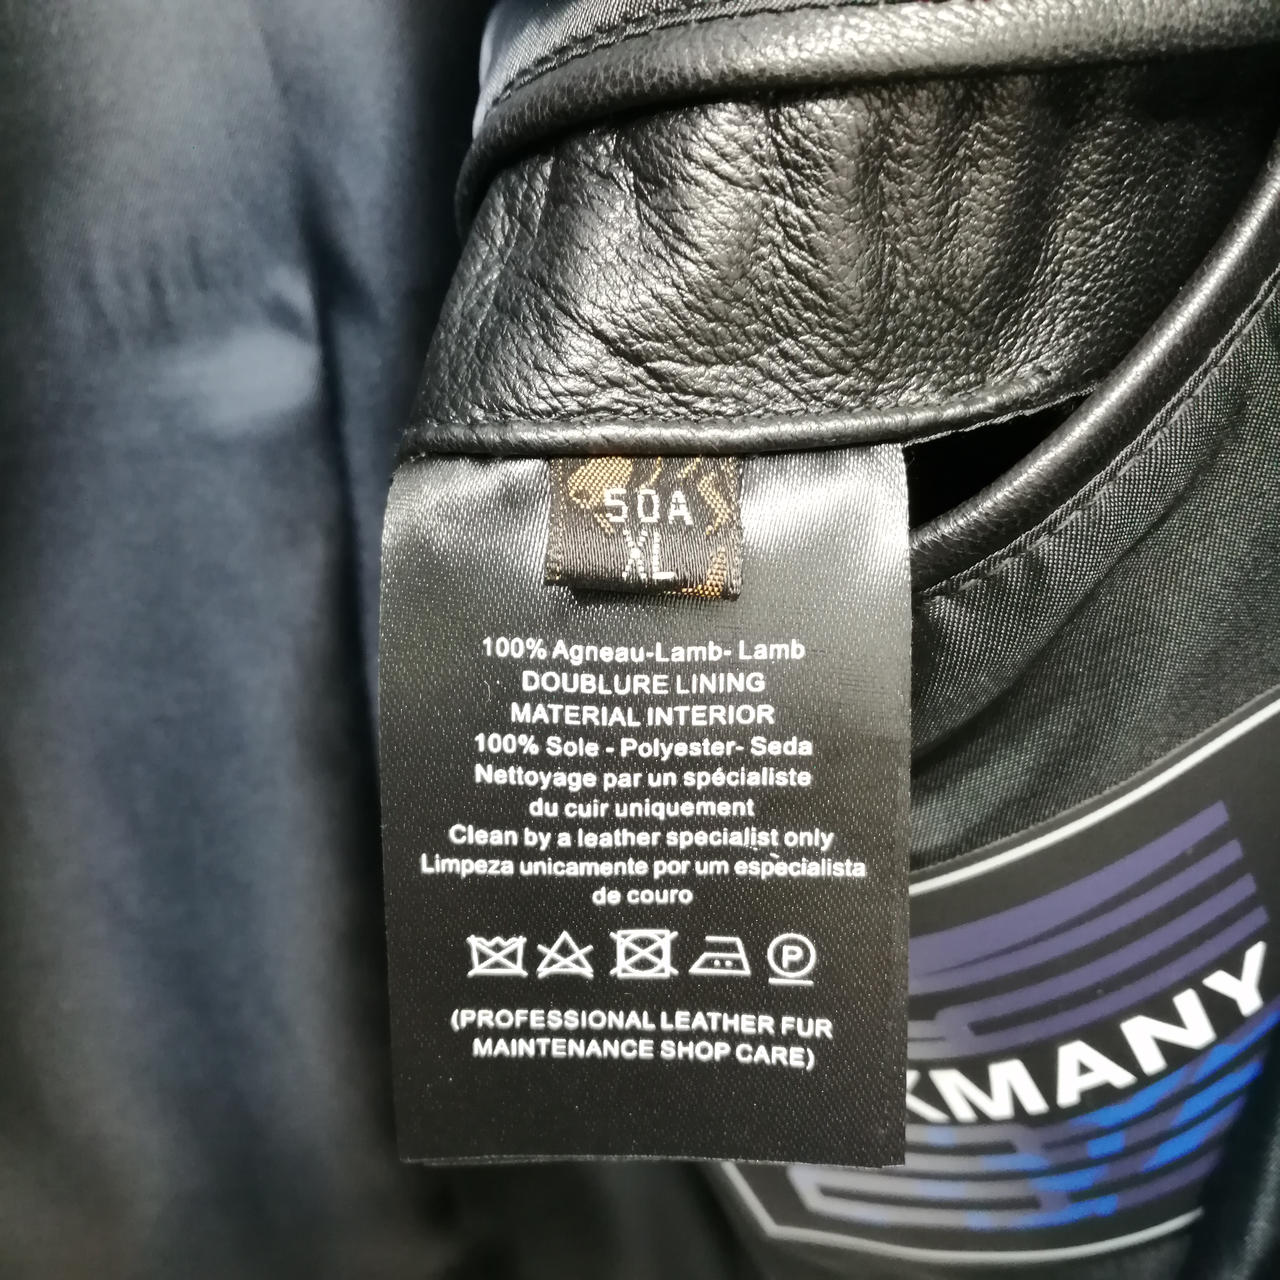 50A
XL
100% Agneau-Lamb- Lamb
DOUBLURE LINING
MATERIAL INTERIOR
100% Sole - Polyester- Seda
Nettoyage par un spécialiste
du cuir uniquement
Clean by a leather specialist only
Limpeza unicamente por um especialista
de couro
P
(PROFESSIONAL LEATHER FUR
MAINTENANCE SHOP CARE)
KMANY